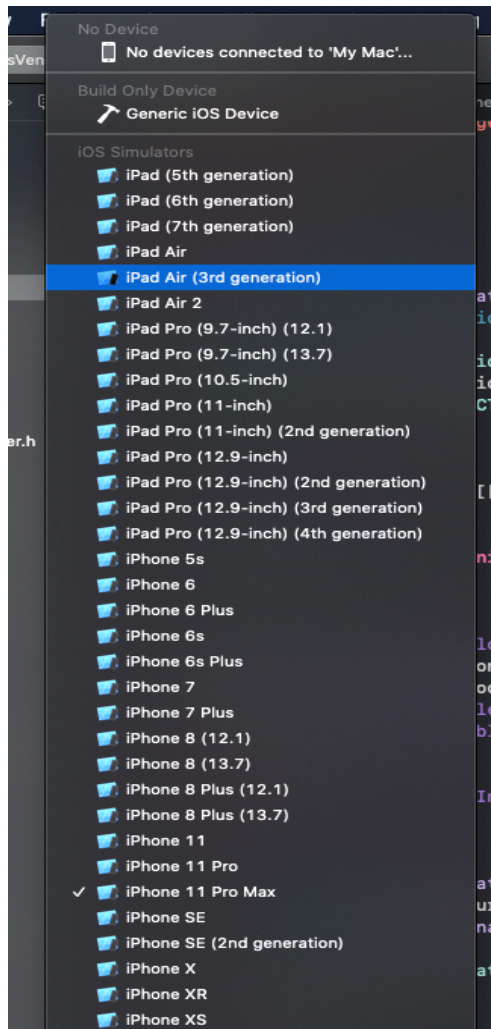 No Device
No devices connected to 'My Mac'...
sVen
Build Only Device
Generic iOS Device
iOS Simulators
iPad (5th generation)
iPad (6th generation)
iPad (7th generation)
iPad Air
iPad Air (3rd generation)
iPad Air 2
iPad Pro (9.7-inch) (12.1)
iPad Pro (9.7-inch) (13.7)
iPad Pro (10.5-inch)
iPad Pro (11-inch)
iPad Pro (11-inch) (2nd generation)
er.h
iPad Pro (12.9-inch)
iPad Pro (12.9-inch) (2nd generation)
iPad Pro (12.9-inch) (3rd generation)
iPad Pro (12.9-inch) (4th generation)
iPhone 5s
iPhone 6
iPhone 6 Plus
iPhone 6s
iPhone 6s Plus
iPhone 7
iPhone 7 Plus
iPhone 8 (12.1)
iPhone 8 (13.7)
iPhone 8 Plus (12.1)
iPhone 8 Plus (13.7)
iPhone 11
iPhone 11 Pro
iPhone 11 Pro Max
iPhone SE
iPhone SE (2nd generation)
iPhone X
iPhone XR
iPhone XS